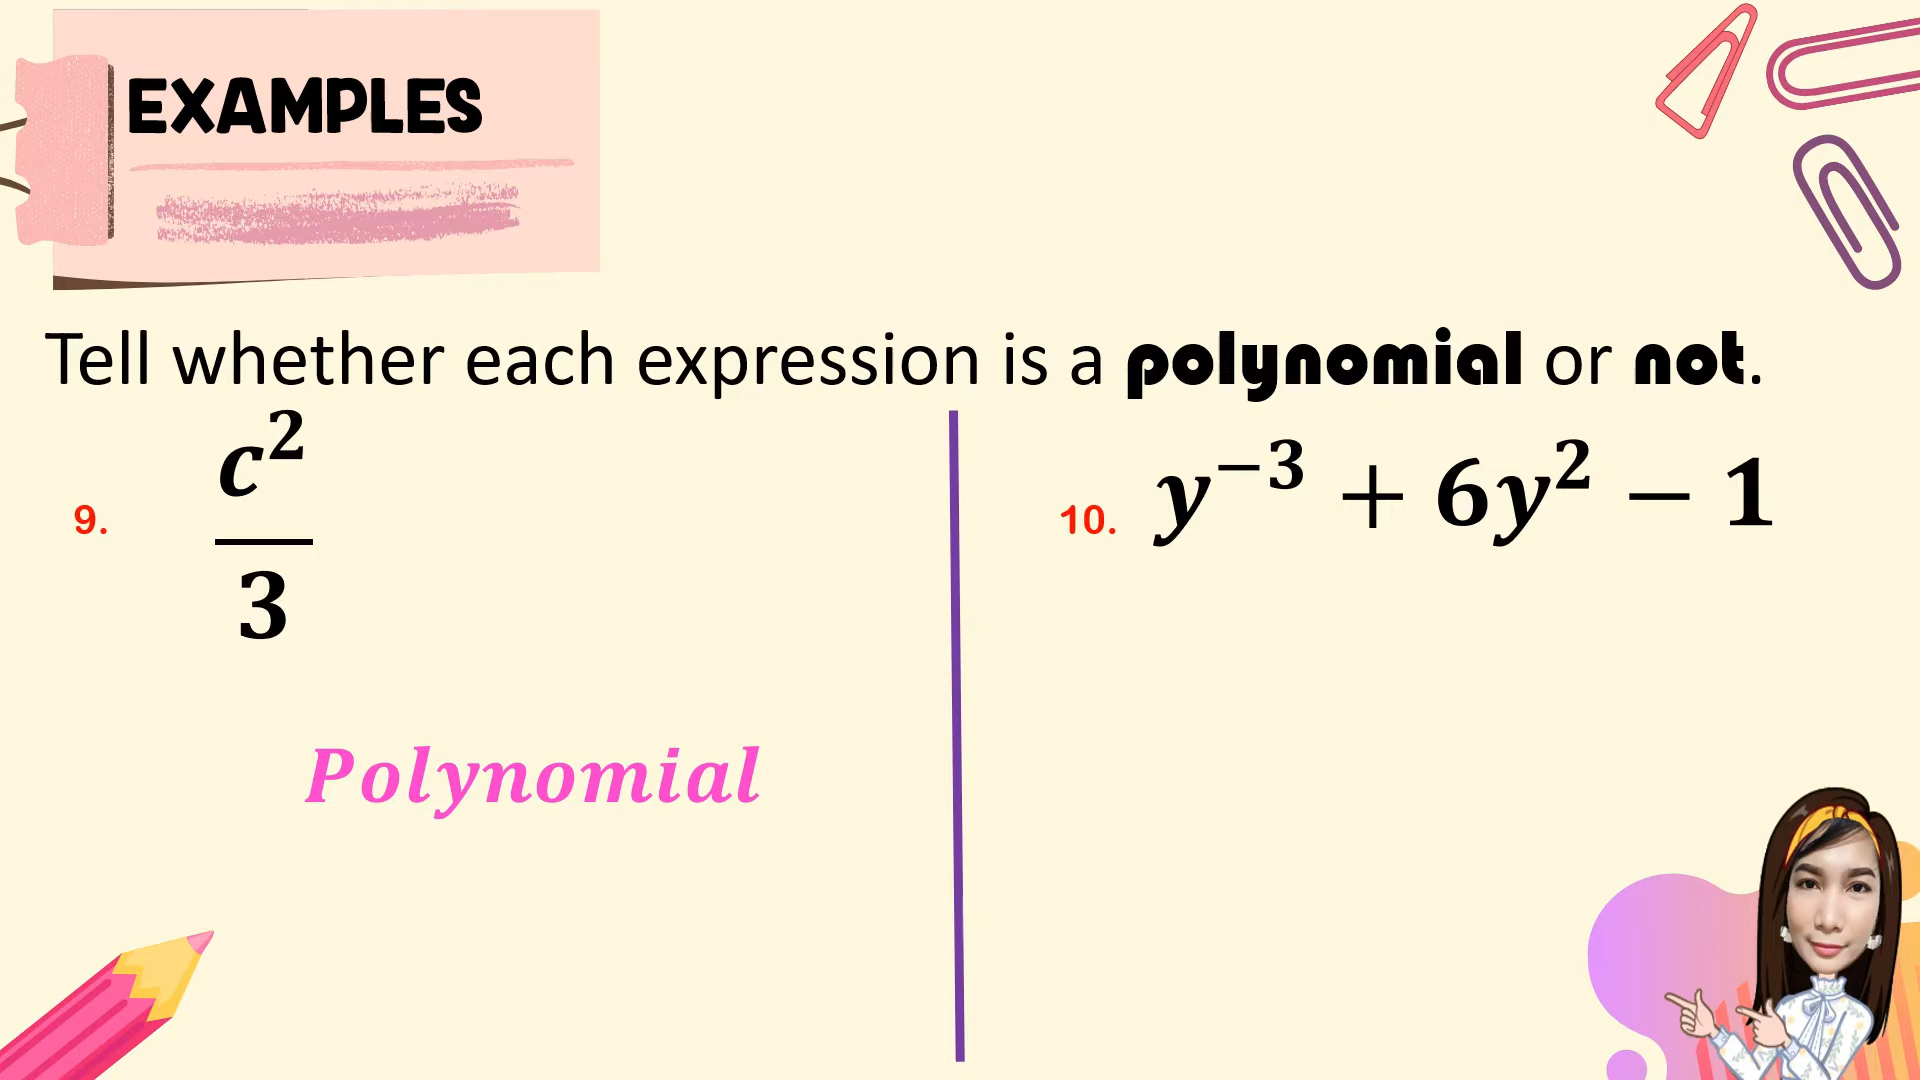 EXAMPLES
Tell whether each expression is a polynomial or not.
9. c²/3
10. y⁻³ + 6y² − 1
Polynomial